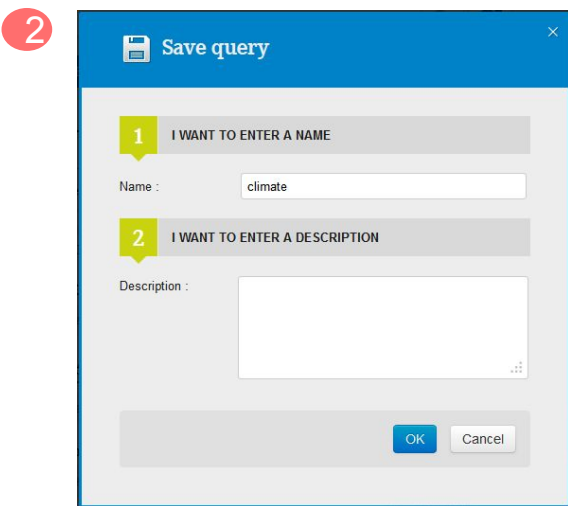 2
Save query
1 I WANT TO ENTER A NAME
Name : climate
2 I WANT TO ENTER A DESCRIPTION
Description :
OK Cancel